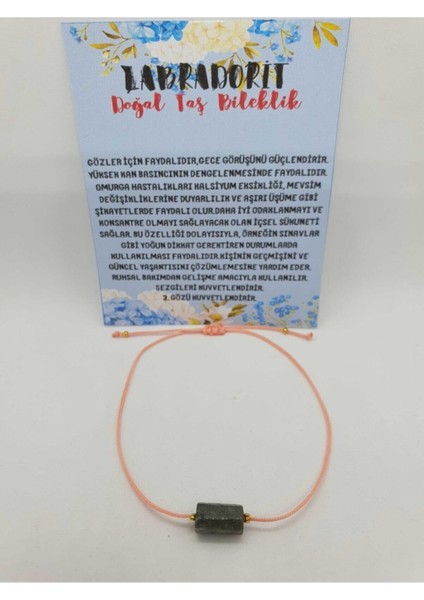 LABRADORİT
Doğal Taş Bileklik
GÖZLER İÇİN FAYDALIDIR,GECE GÖRÜŞÜNÜ GÜÇLENDİRİR.
YÜKSEK KAN BASINCININ DENGELENMESİNDE FAYDALIDIR.
OMURGA HASTALIKLARI KALSİYUM EKSİKLİĞİ, MEVSİM
DEĞİŞİKLİKLERİNE DUYARLILIK VE AŞIRI ÜŞÜME GİBİ
ŞİKAYETLERDE FAYDALI OLUR.DAHA İYİ ODAKLANMAYI VE
KONSANTRE OLMAYI SAĞLAYACAK OLAN İÇSEL SÜKUNETİ
SAĞLAR. BU ÖZELLİĞİ DOLAYISIYLA, ÖRNEĞİN SINAVLAR
GİBİ YOĞUN DİKKAT GEREKTİREN DURUMLARDA
KULLANILMASI FAYDALIDIR.KİŞİNİN GEÇMİŞİNİ VE
GÜNCEL YAŞANTISINI ÇÖZÜMLEMESİNE YARDIM EDER.
RUHSAL BAKIMDAN GELİŞME AMACIYLA KULLANILIR.
SEZGİLERİ KUVVETLENDİRİR.
3. GÖZÜ KUVVETLENDİRİR